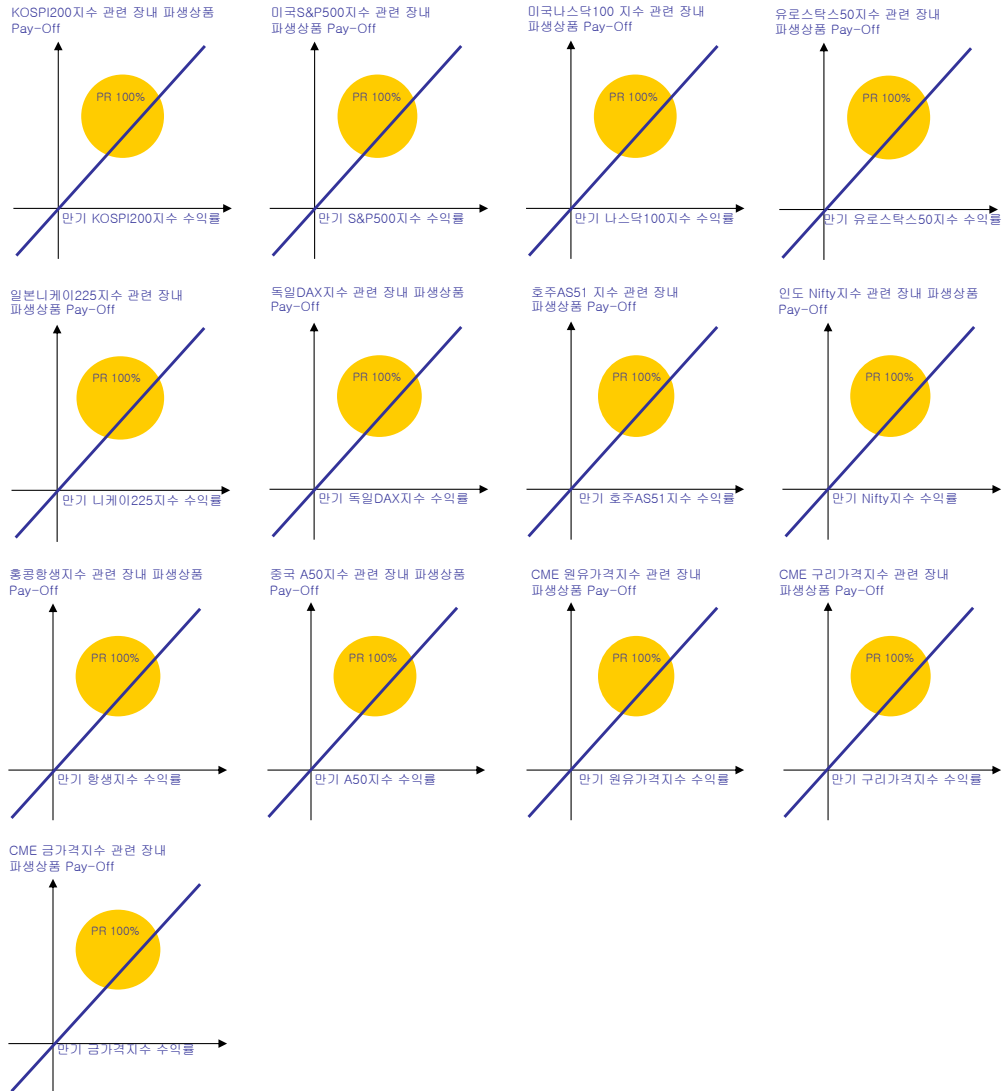 KOSPI200지수 관련 장내 파생상품
Pay-Off
PR 100%
만기 KOSPI200지수 수익률
미국S&P500지수 관련 장내
파생상품 Pay-Off
PR 100%
만기 S&P500지수 수익률
미국나스닥100 지수 관련 장내
파생상품 Pay-Off
PR 100%
만기 나스닥100지수 수익률
유로스탁스50지수 관련 장내
파생상품 Pay-Off
PR 100%
만기 유로스탁스50지수 수익률
일본니케이225지수 관련 장내
파생상품 Pay-Off
PR 100%
만기 니케이225지수 수익률
독일DAX지수 관련 장내 파생상품
Pay-Off
PR 100%
만기 독일DAX지수 수익률
호주AS51 지수 관련 장내
파생상품 Pay-Off
PR 100%
만기 호주AS51지수 수익률
인도 Nifty지수 관련 장내 파생상품
Pay-Off
PR 100%
만기 Nifty지수 수익률
홍콩항생지수 관련 장내 파생상품
Pay-Off
PR 100%
만기 항생지수 수익률
중국 A50지수 관련 장내 파생상품
Pay-Off
PR 100%
만기 A50지수 수익률
CME 원유가격지수 관련 장내
파생상품 Pay-Off
PR 100%
만기 원유가격지수 수익률
CME 구리가격지수 관련 장내
파생상품 Pay-Off
PR 100%
만기 구리가격지수 수익률
CME 금가격지수 관련 장내
파생상품 Pay-Off
PR 100%
만기 금가격지수 수익률